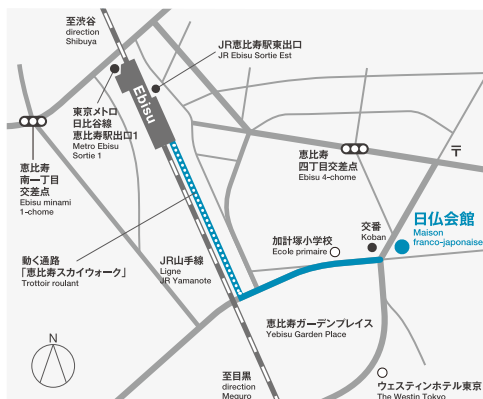 至渋谷
direction
Shibuya
JR恵比寿駅東出口
JR Ebisu Sortie Est
Ebisu
東京メトロ
日比谷線
恵比寿駅出口1
Metro Ebisu
Sortie 1
恵比寿
南一丁目
交差点
Ebisu minami
1-chome
恵比寿
四丁目交差点
Ebisu 4-chome
〒
日仏会館
Maison
franco-japonaise
交番
Koban
加計塚小学校
Ecole primaire
動く通路
「恵比寿スカイウォーク」
Trottoir roulant
JR山手線
Ligne
JR Yamanote
恵比寿ガーデンプレイス
Yebisu Garden Place
N
至目黒
direction
Meguro
ウェスティンホテル東京
The Westin Tokyo